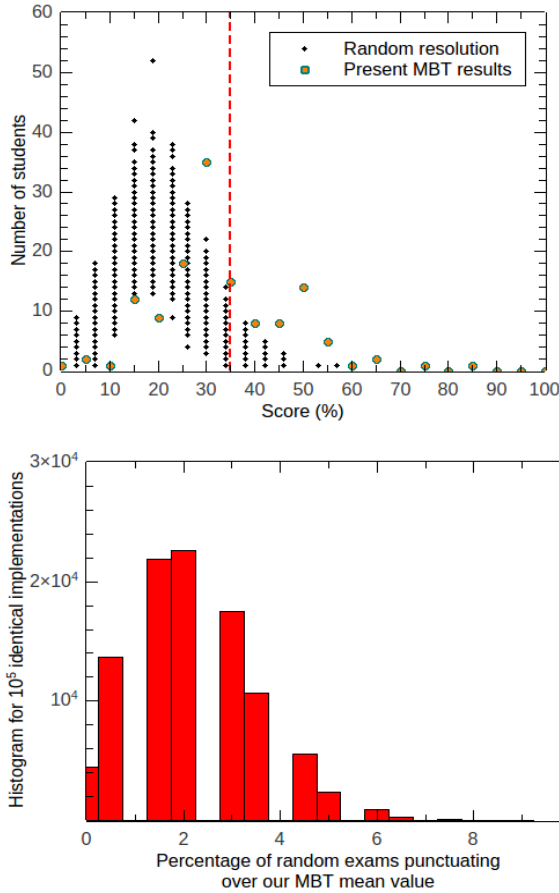 60
50
40
30
20
10
0
Number of students
Random resolution
Present MBT results
0 10 20 30 40 50 60 70 80 90 100
Score (%)
3×10⁴
2×10⁴
10⁴
Histogram for 10⁵ identical implementations
0 2 4 6 8
Percentage of random exams punctuating
over our MBT mean value